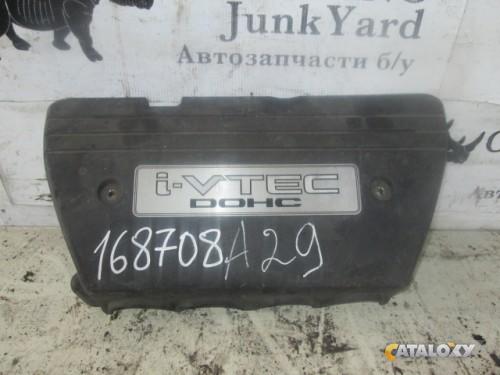 JunkYard
Автозапчасти б/у
i-VTEC
DOHC
168708A29
CATALOXY